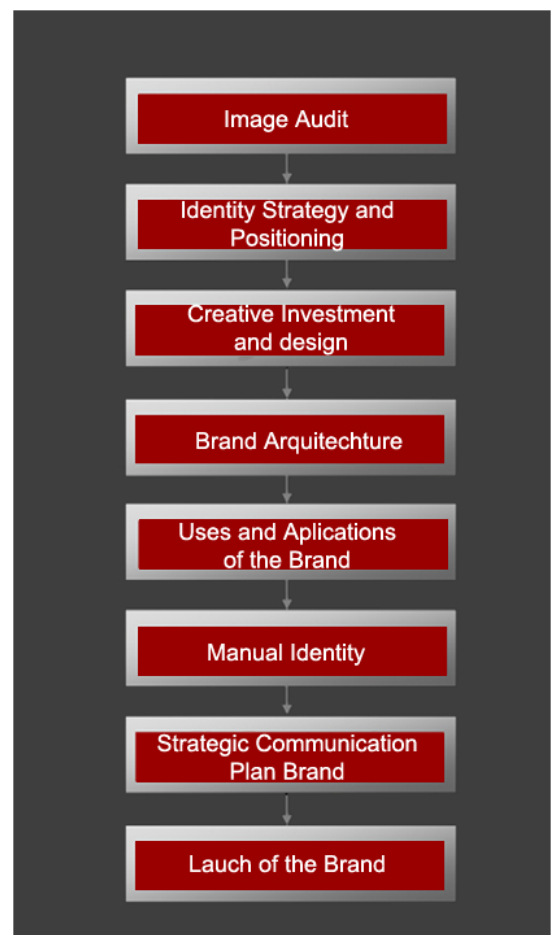 Image Audit
Identity Strategy and
Positioning
Creative Investment
and design
Brand Arquitechture
Uses and Aplications
of the Brand
Manual Identity
Strategic Communication
Plan Brand
Lauch of the Brand